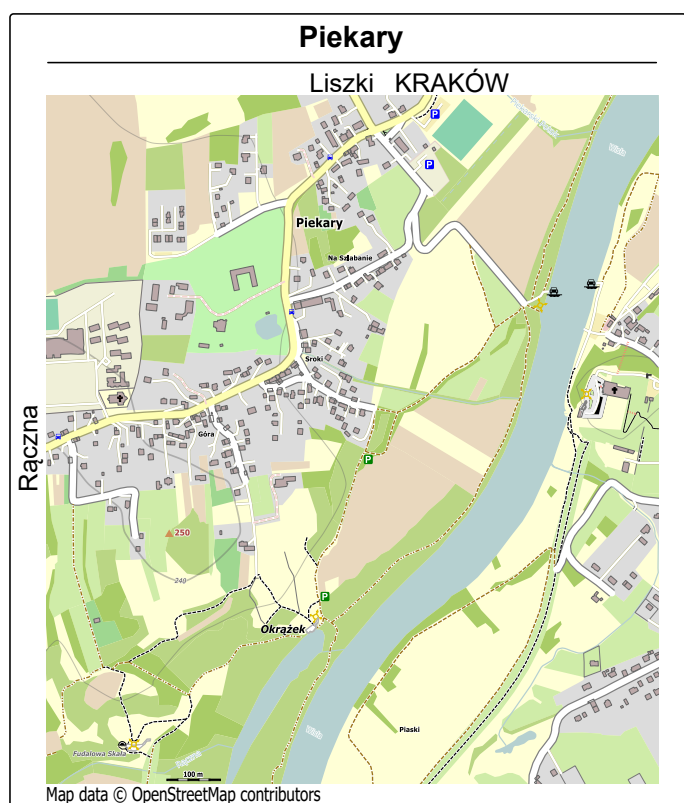 Piekary
Liszki KRAKÓW
P
Wisła
P
Piekary
Na Szlabanie
Sroki
Rączna
Góra
P
250
240
P
Okrążek
Piaski
Wisła
Fudalowa Skała
100 m
Map data © OpenStreetMap contributors